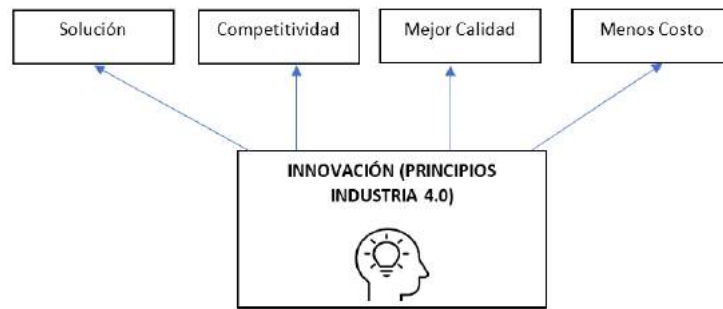 Solución
Competitividad
Mejor Calidad
Menos Costo
INNOVACIÓN (PRINCIPIOS
INDUSTRIA 4.0)